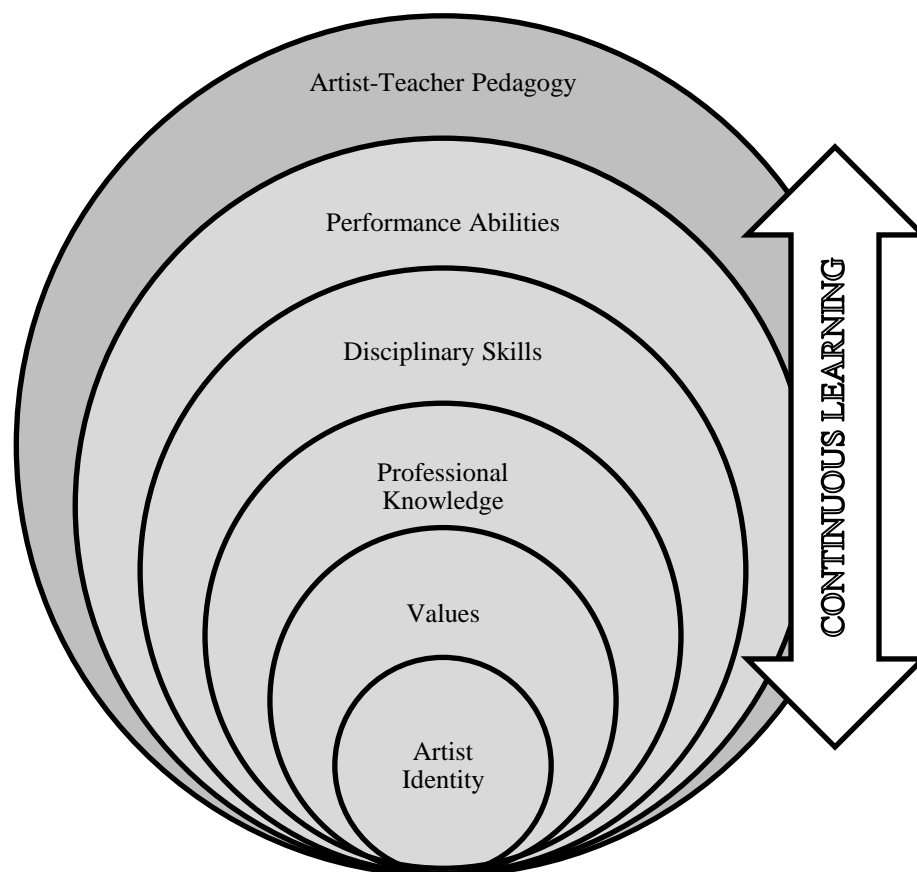 Artist-Teacher Pedagogy
Performance Abilities
Disciplinary Skills
Professional
Knowledge
Values
Artist
Identity
CONTINUOUS LEARNING